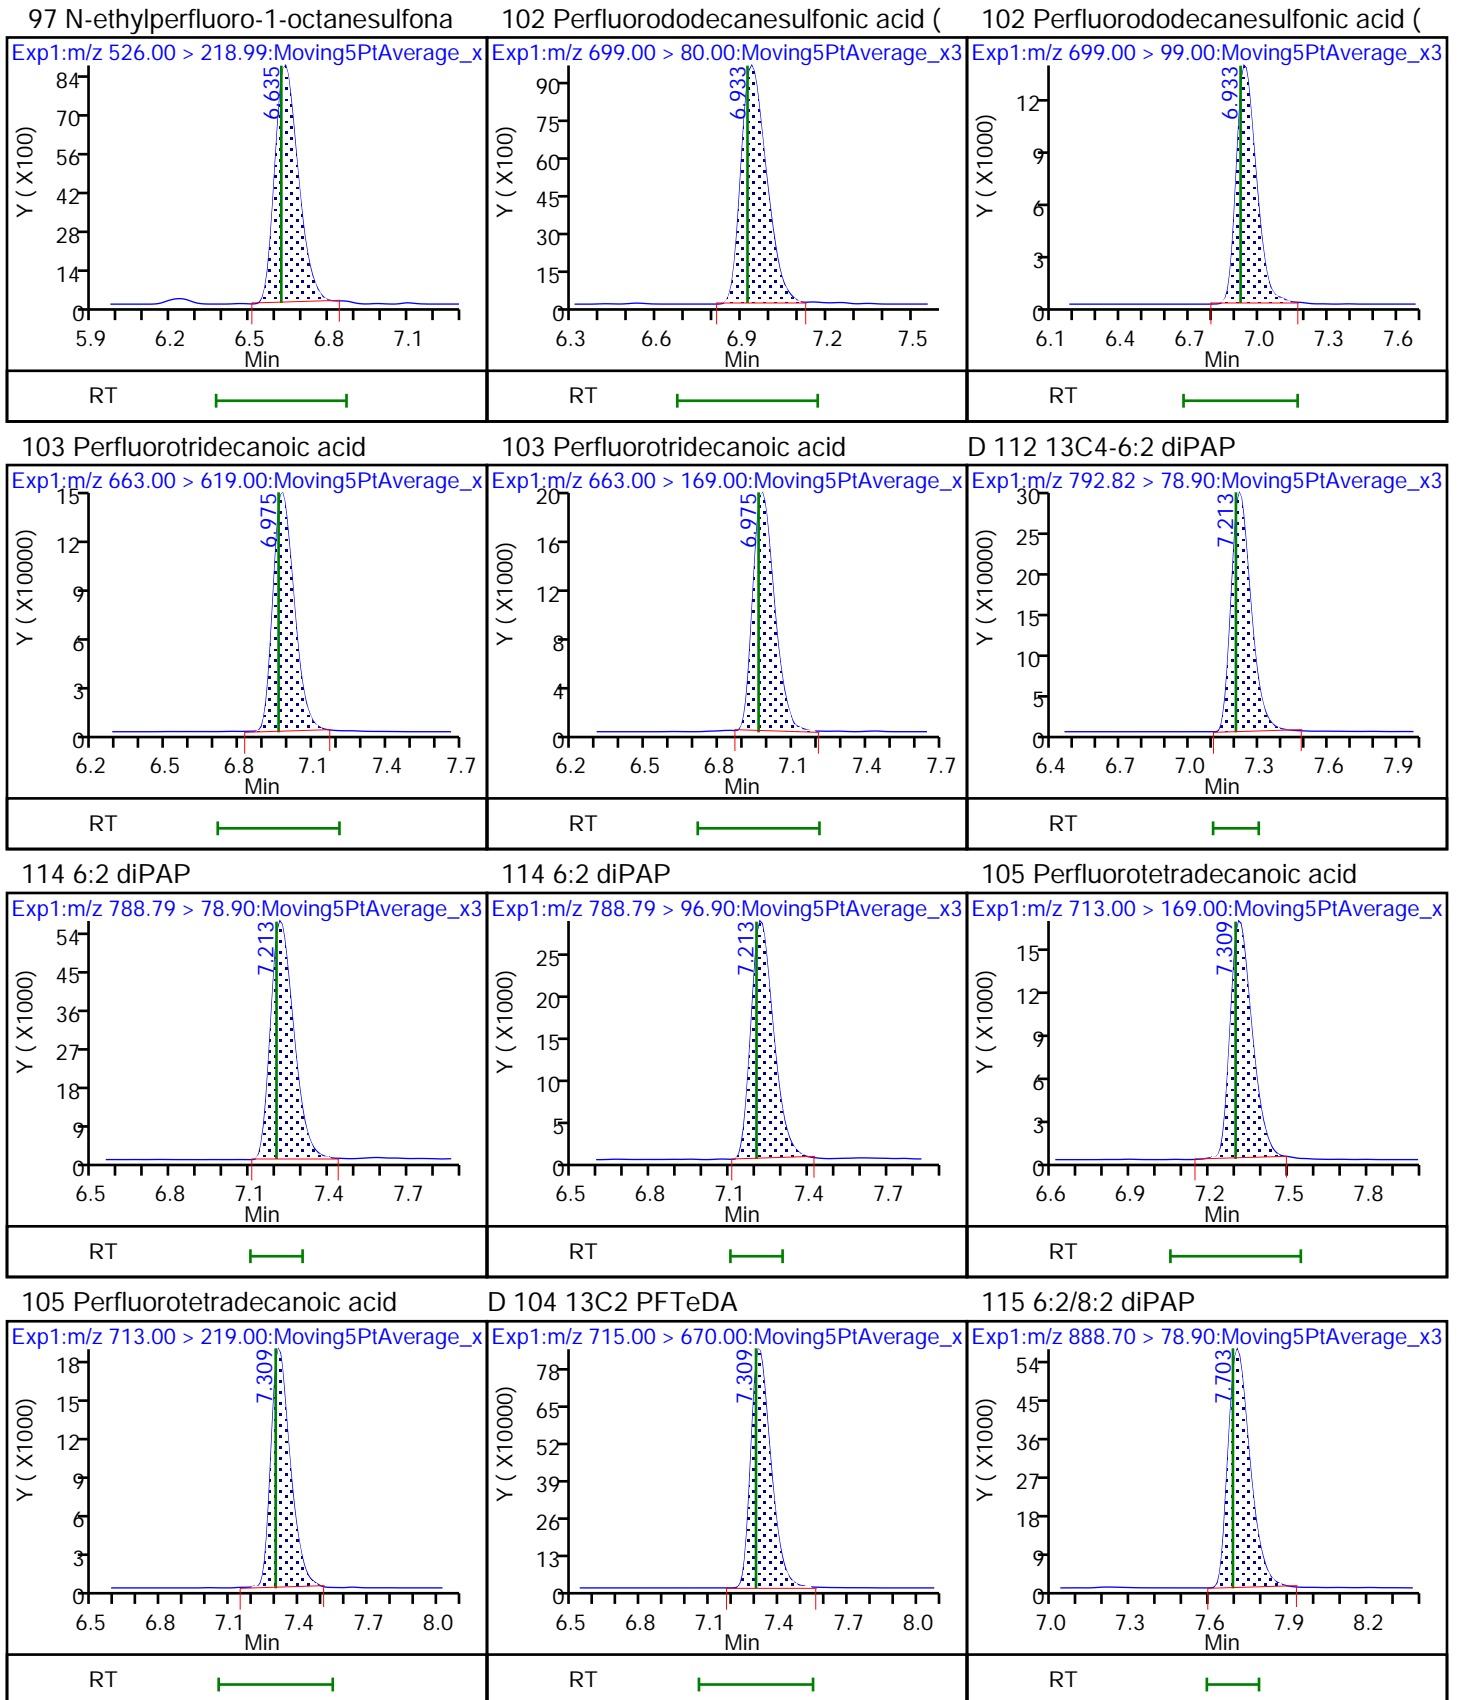 97 N-ethylperfluoro-1-octanesulfona
Exp1:m/z 526.00 > 218.99:Moving5PtAverage_x
6.635
Y ( X100)
84
70
56
42
28
14
0
5.9 6.2 6.5 6.8 7.1
Min
RT
102 Perfluorododecanesulfonic acid (
Exp1:m/z 699.00 > 80.00:Moving5PtAverage_x3
6.933
Y ( X100)
90
75
60
45
30
15
0
6.3 6.6 6.9 7.2 7.5
Min
RT
102 Perfluorododecanesulfonic acid (
Exp1:m/z 699.00 > 99.00:Moving5PtAverage_x3
6.933
Y ( X1000)
12
9
6
3
0
6.1 6.4 6.7 7.0 7.3 7.6
Min
RT
103 Perfluorotridecanoic acid
Exp1:m/z 663.00 > 619.00:Moving5PtAverage_x
6.975
Y ( X10000)
15
12
9
6
3
0
6.2 6.5 6.8 7.1 7.4 7.7
Min
RT
103 Perfluorotridecanoic acid
Exp1:m/z 663.00 > 169.00:Moving5PtAverage_x
6.975
Y ( X1000)
20
16
12
8
4
0
6.2 6.5 6.8 7.1 7.4 7.7
Min
RT
D 112 13C4-6:2 diPAP
Exp1:m/z 792.82 > 78.90:Moving5PtAverage_x3
7.213
Y ( X10000)
30
25
20
15
10
5
0
6.4 6.7 7.0 7.3 7.6 7.9
Min
RT
114 6:2 diPAP
Exp1:m/z 788.79 > 78.90:Moving5PtAverage_x3
7.213
Y ( X1000)
54
45
36
27
18
9
0
6.5 6.8 7.1 7.4 7.7
Min
RT
114 6:2 diPAP
Exp1:m/z 788.79 > 96.90:Moving5PtAverage_x3
7.213
Y ( X1000)
25
20
15
10
5
0
6.5 6.8 7.1 7.4 7.7
Min
RT
105 Perfluorotetradecanoic acid
Exp1:m/z 713.00 > 169.00:Moving5PtAverage_x
7.309
Y ( X1000)
15
12
9
6
3
0
6.6 6.9 7.2 7.5 7.8
Min
RT
105 Perfluorotetradecanoic acid
Exp1:m/z 713.00 > 219.00:Moving5PtAverage_x
7.309
Y ( X1000)
18
15
12
9
6
3
0
6.5 6.8 7.1 7.4 7.7 8.0
Min
RT
D 104 13C2 PFTeDA
Exp1:m/z 715.00 > 670.00:Moving5PtAverage_x
7.309
Y ( X10000)
78
65
52
39
26
13
0
6.5 6.8 7.1 7.4 7.7 8.0
Min
RT
115 6:2/8:2 diPAP
Exp1:m/z 888.70 > 78.90:Moving5PtAverage_x3
7.703
Y ( X1000)
54
45
36
27
18
9
0
7.0 7.3 7.6 7.9 8.2
Min
RT